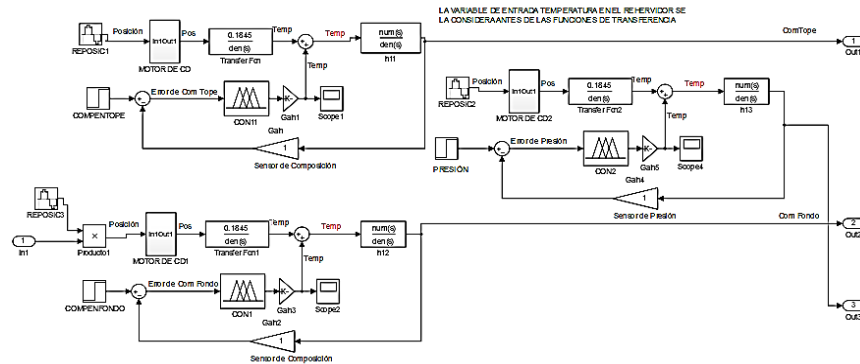 LA VARIABLE DE ENTRADA TEMPERATURA EN EL REHERVIDOR SE
LA CONSIDERA ANTES DE LAS FUNCIONES DE TRANSFERENCIA
REPOSIC1
Posición
In1Out1
MOTOR DE CD
Pos
0.1845
den(s)
Transfer Fcn
Temp
Temp
num(s)
den(s)
h11
ComTope
1
Out1
Temp
COMPENTOPE
Error de Com Tope
CON11
Gah1
K-
Gah
Scope1
1
Sensor de Composición
REPOSIC2
Posición
In1Out1
MOTOR DE CD2
Pos
0.1845
den(s)
Transfer Fcn2
Temp
Temp
num(s)
den(s)
h13
Temp
PRESIÓN
Error de Presión
CON2
Gah5
K-
Gah4
Scope4
1
Sensor de Presión
REPOSIC3
1
In1
×
Producto1
Posición
In1Out1
MOTOR DE CD1
Pos
0.1845
den(s)
Transfer Fcn1
Temp
Temp
num(s)
den(s)
h12
Com Fondo
2
Out2
Temp
COMPENFONDO
Error de Com Fondo
CON1
Gah3
K-
Gah2
Scope2
1
Sensor de Composición
3
Out3